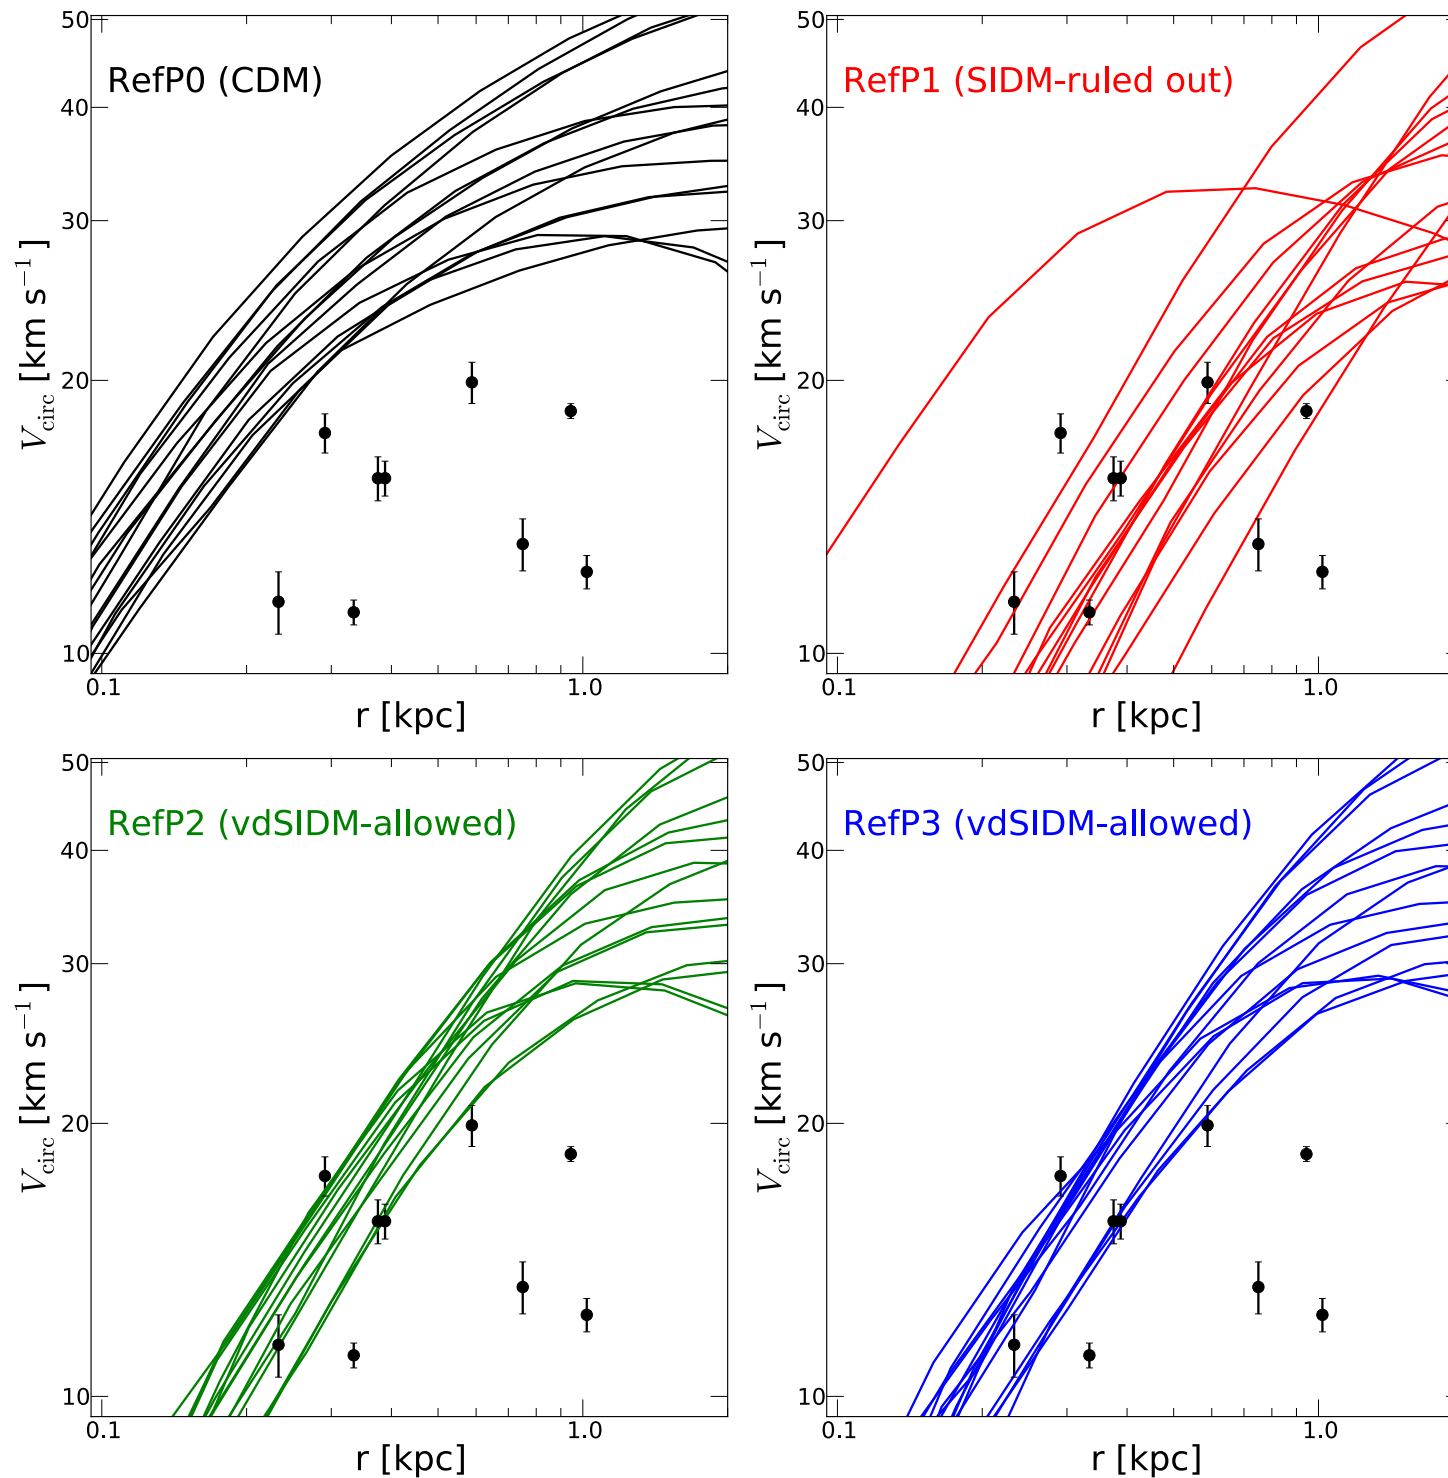 RefP0 (CDM)
50
40
30
20
10
V_circ [km s⁻¹]
0.1 1.0
r [kpc]
RefP1 (SIDM-ruled out)
50
40
30
20
10
V_circ [km s⁻¹]
0.1 1.0
r [kpc]
RefP2 (vdSIDM-allowed)
50
40
30
20
10
V_circ [km s⁻¹]
0.1 1.0
r [kpc]
RefP3 (vdSIDM-allowed)
50
40
30
20
10
V_circ [km s⁻¹]
0.1 1.0
r [kpc]